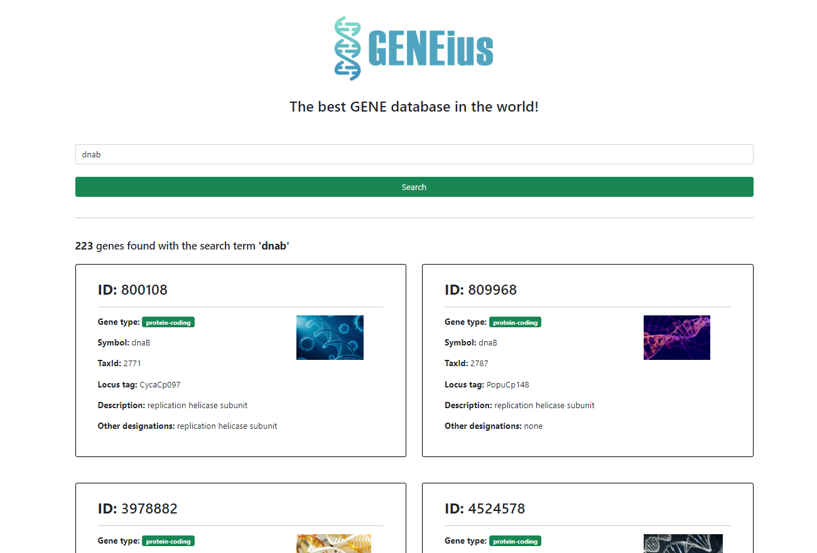 GENEius
The best GENE database in the world!
dnab
Search
223 genes found with the search term 'dnab'
ID: 800108
Gene type: protein-coding
Symbol: dnaB
TaxId: 2771
Locus tag: CycaCp097
Description: replication helicase subunit
Other designations: replication helicase subunit
ID: 809968
Gene type: protein-coding
Symbol: dnaB
TaxId: 2787
Locus tag: PopuCp148
Description: replication helicase subunit
Other designations: none
ID: 3978882
Gene type: protein-coding
ID: 4524578
Gene type: protein-coding